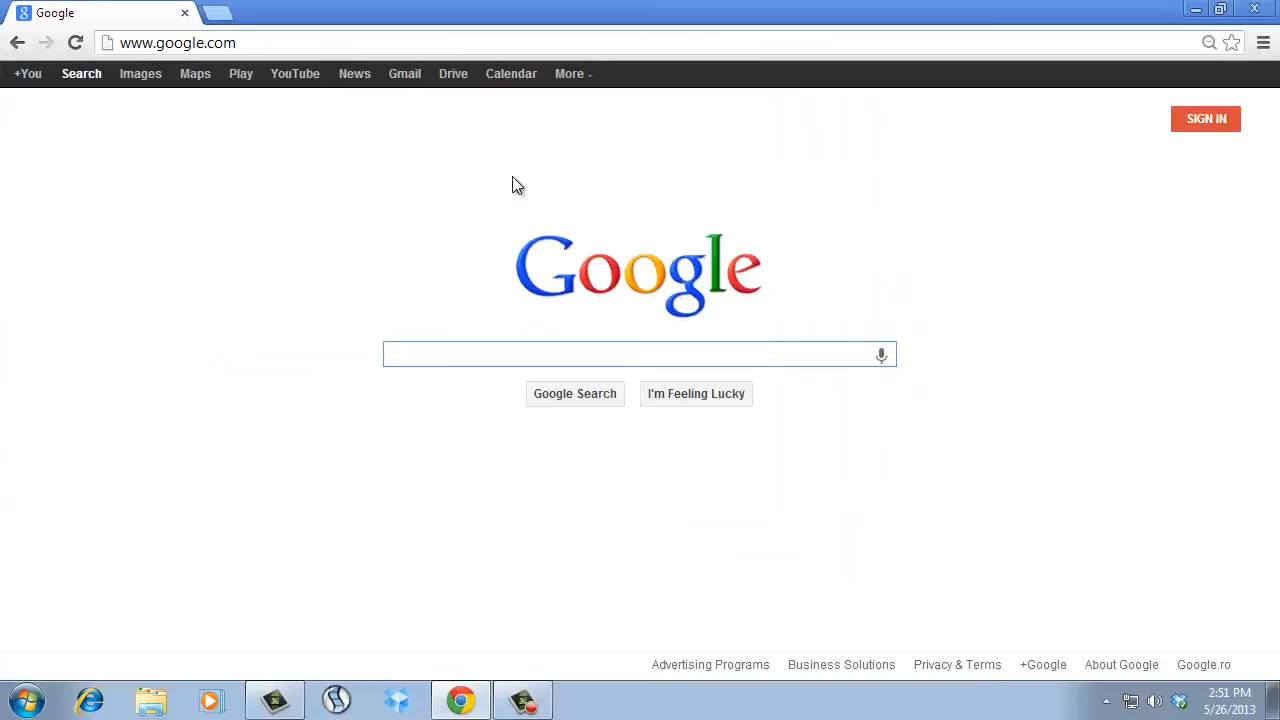 Google
www.google.com
+You Search Images Maps Play YouTube News Gmail Drive Calendar More
SIGN IN
Google
Google Search I'm Feeling Lucky
Advertising Programs Business Solutions Privacy & Terms +Google About Google Google.ro
2:51 PM
5/26/2013